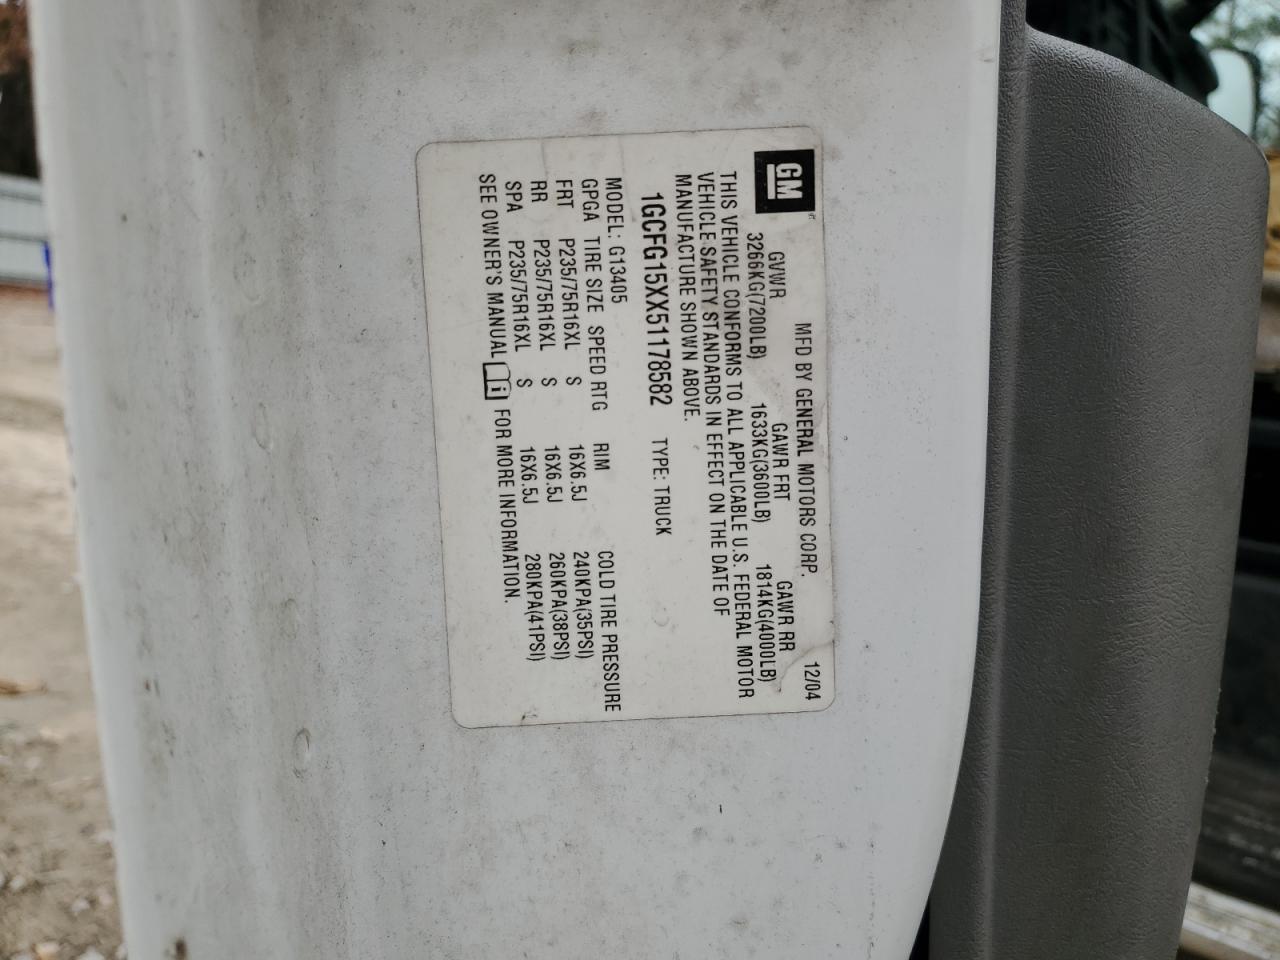 GM
MFD BY GENERAL MOTORS CORP. 12/04
GVWR GAWR FRT GAWR RR
3266KG(7200LB) 1633KG(3600LB) 1814KG(4000LB)
THIS VEHICLE CONFORMS TO ALL APPLICABLE U.S. FEDERAL MOTOR
VEHICLE SAFETY STANDARDS IN EFFECT ON THE DATE OF
MANUFACTURE SHOWN ABOVE.
1GCFG15XX51178582 TYPE: TRUCK
MODEL: G13405
GPGA TIRE SIZE SPEED RTG RIM COLD TIRE PRESSURE
FRT P235/75R16XL S 16X6.5J 240KPA(35PSI)
RR P235/75R16XL S 16X6.5J 260KPA(38PSI)
SPA P235/75R16XL S 16X6.5J 280KPA(41PSI)
SEE OWNER'S MANUAL i FOR MORE INFORMATION.